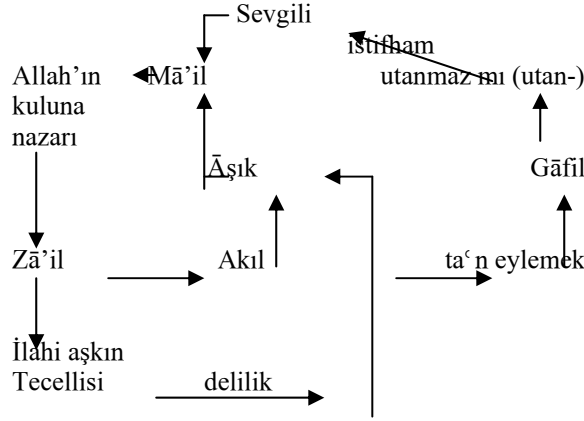 Sevgili
istifham
Allah’ın Mā’il utanmaz mı (utan-)
kuluna
nazarı
Āşık Gāfil
Zā’il Akıl taʿn eylemek
İlahi aşkın
Tecellisi delilik